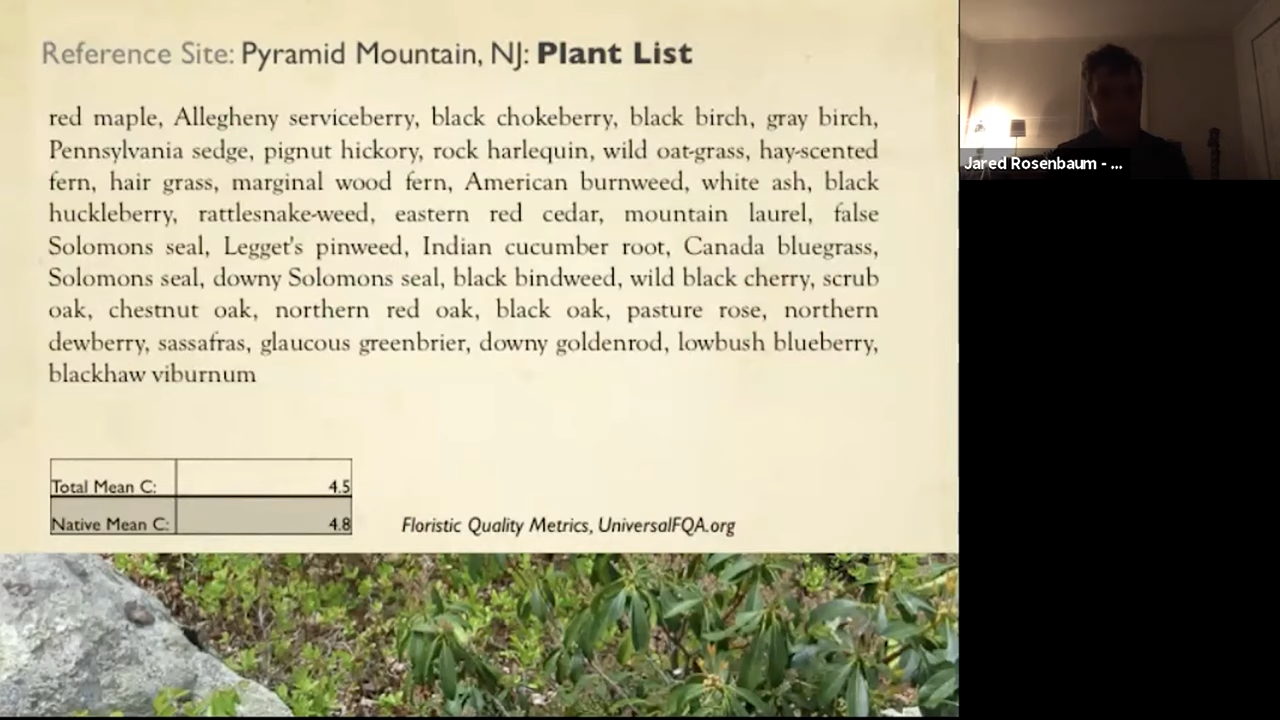 Reference Site: Pyramid Mountain, NJ: Plant List
red maple, Allegheny serviceberry, black chokeberry, black birch, gray birch,
Pennsylvania sedge, pignut hickory, rock harlequin, wild oat-grass, hay-scented
fern, hair grass, marginal wood fern, American burnweed, white ash, black
huckleberry, rattlesnake-weed, eastern red cedar, mountain laurel, false
Solomons seal, Legget's pinweed, Indian cucumber root, Canada bluegrass,
Solomons seal, downy Solomons seal, black bindweed, wild black cherry, scrub
oak, chestnut oak, northern red oak, black oak, pasture rose, northern
dewberry, sassafras, glaucous greenbrier, downy goldenrod, lowbush blueberry,
blackhaw viburnum
Total Mean C: 4.5
Native Mean C: 4.8
Floristic Quality Metrics, UniversalFQA.org
Jared Rosenbaum - ...